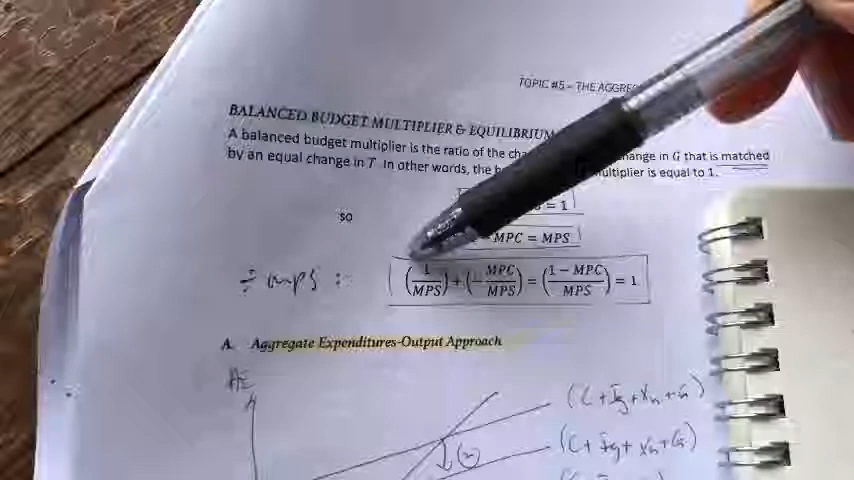 TOPIC #5 – THE AGGRE
BALANCED BUDGET MULTIPLIER & EQUILIBRIUM
A balanced budget multiplier is the ratio of the change in G that is matched
by an equal change in T. In other words, the multiplier is equal to 1.
= 1
so
MPC = MPS
÷ mps :- (1/MPS) + (-MPC/MPS) = (1 − MPC/MPS) = 1
A. Aggregate Expenditures-Output Approach
AE
(C + Ig + Xn + G)
(C + Ig + Xn + G)